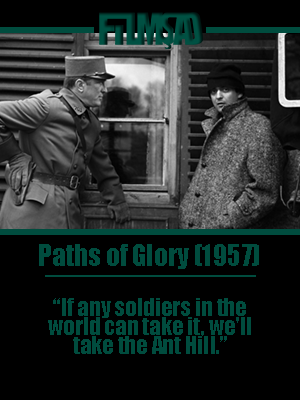 FILMSAD
Paths of Glory (1957)
“If any soldiers in the
world can take it, we'll
take the Ant Hill.”